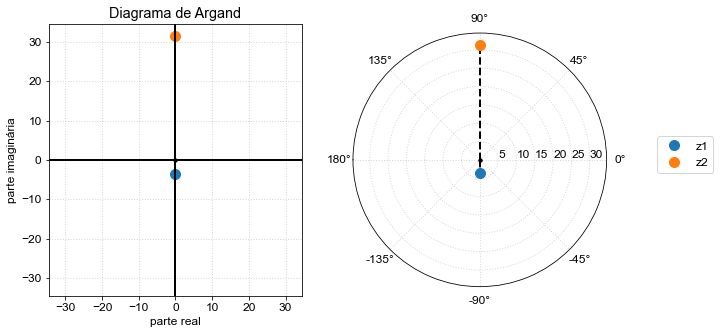 Diagrama de Argand
parte imaginária
30
20
10
0
−10
−20
−30
−30 −20 −10 0 10 20 30
parte real
90°
135° 45°
180° 5 10 15 20 25 30 0°
-135° -45°
-90°
z1
z2